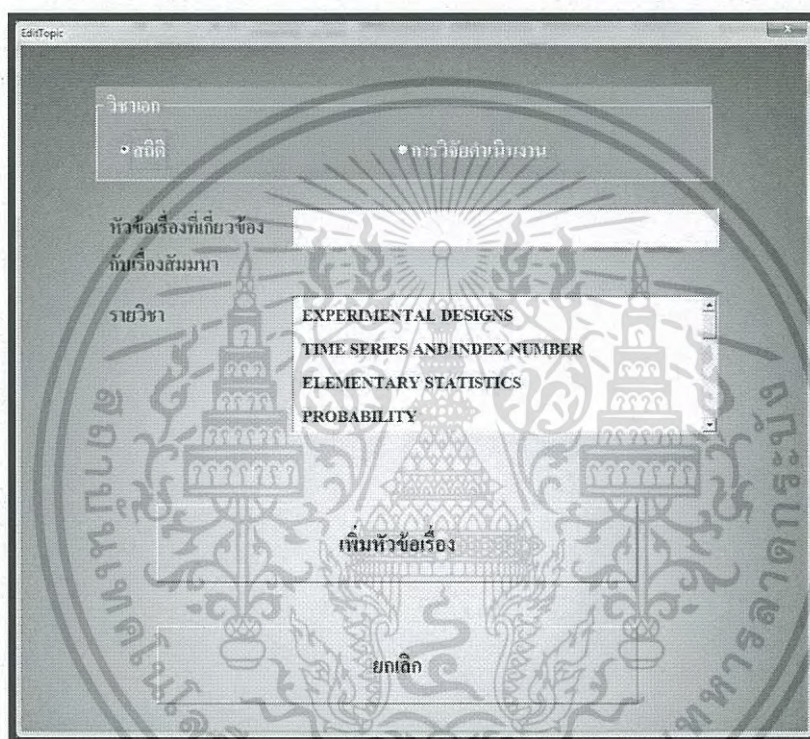 EditTopic
วิชาเอก
สถิติ
การวิจัยดำเนินงาน
หัวข้อเรื่องที่เกี่ยวข้อง
กับเรื่องสัมมนา
รายวิชา
EXPERIMENTAL DESIGNS
TIME SERIES AND INDEX NUMBER
ELEMENTARY STATISTICS
PROBABILITY
เพิ่มหัวข้อเรื่อง
ยกเลิก